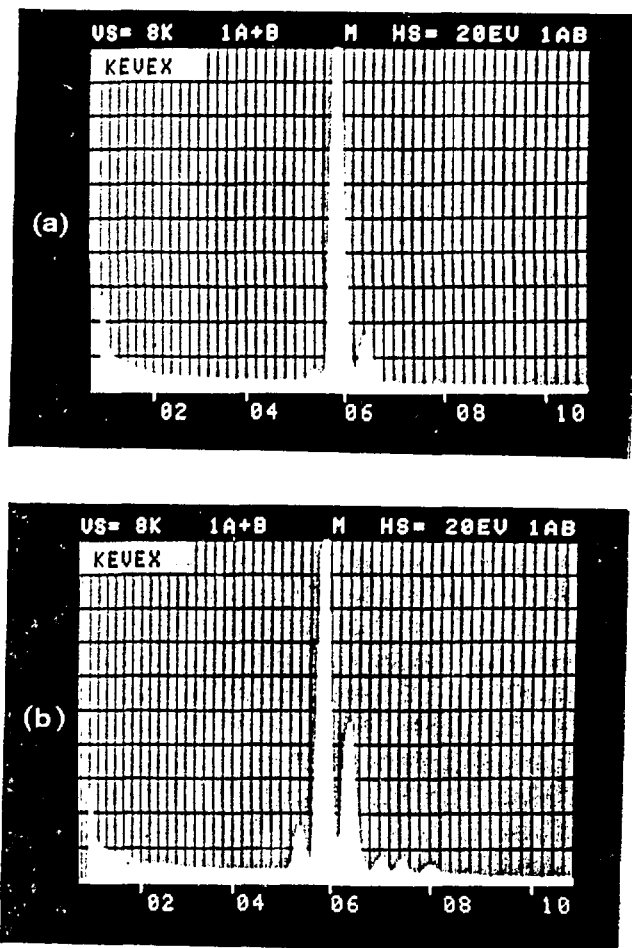 VS= 8K 1A+B M HS= 20EV 1AB
KEVEX
(a)
02 04 06 08 10
VS= 8K 1A+B M HS= 20EV 1AB
KEVEX
(b)
02 04 06 08 10